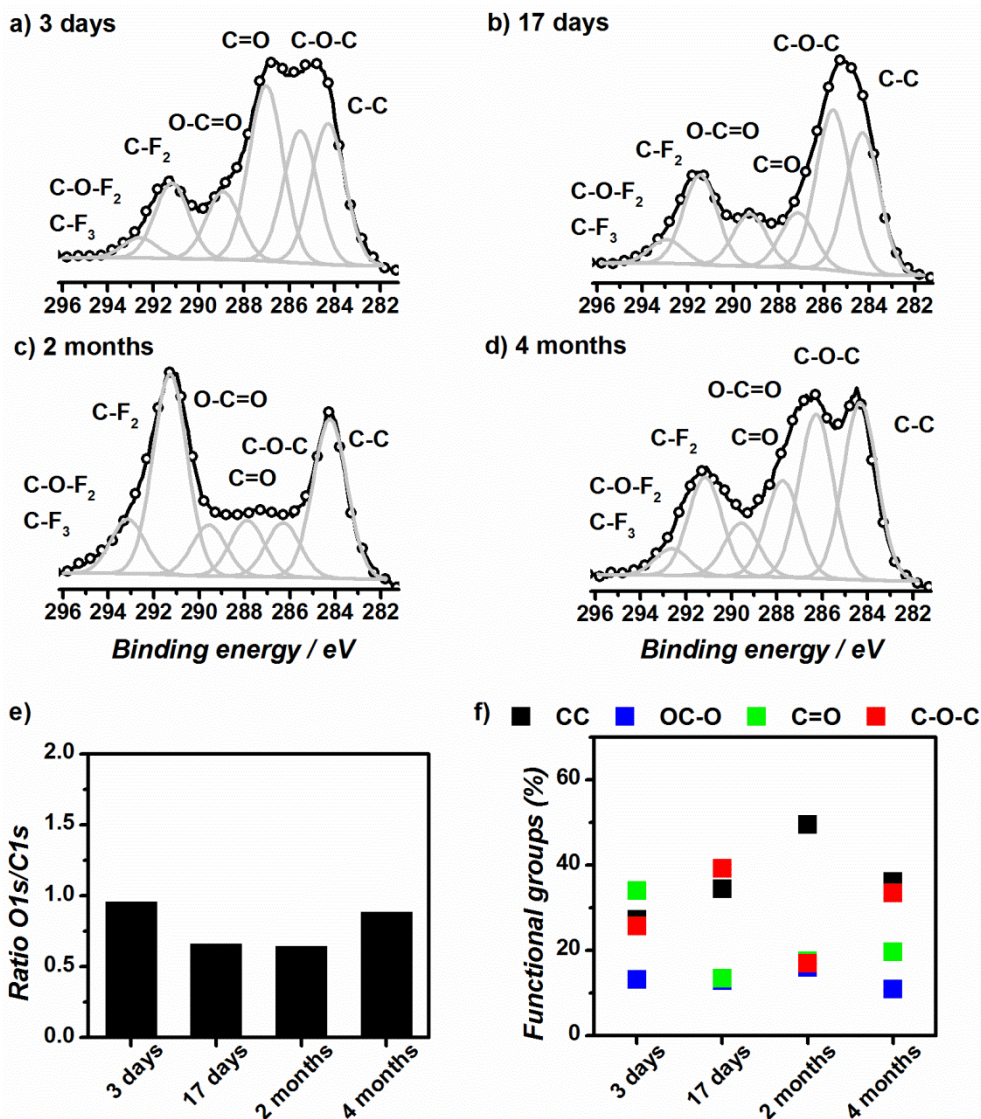 a) 3 days
C=O
C-O-C
C-C
O-C=O
C-F2
C-O-F2
C-F3
296 294 292 290 288 286 284 282
b) 17 days
C-O-C
C-C
O-C=O
C-F2
C=O
C-O-F2
C-F3
296 294 292 290 288 286 284 282
c) 2 months
O-C=O
C-F2
C-O-C
C-C
C=O
C-O-F2
C-F3
296 294 292 290 288 286 284 282
Binding energy / eV
d) 4 months
C-O-C
O-C=O
C-C
C-F2
C=O
C-O-F2
C-F3
296 294 292 290 288 286 284 282
Binding energy / eV
e)
Ratio O1s/C1s
2.0
1.5
1.0
0.5
0.0
3 days
17 days
2 months
4 months
f) CC OC-O C=O C-O-C
Functional groups (%)
60
40
20
0
3 days
17 days
2 months
4 months